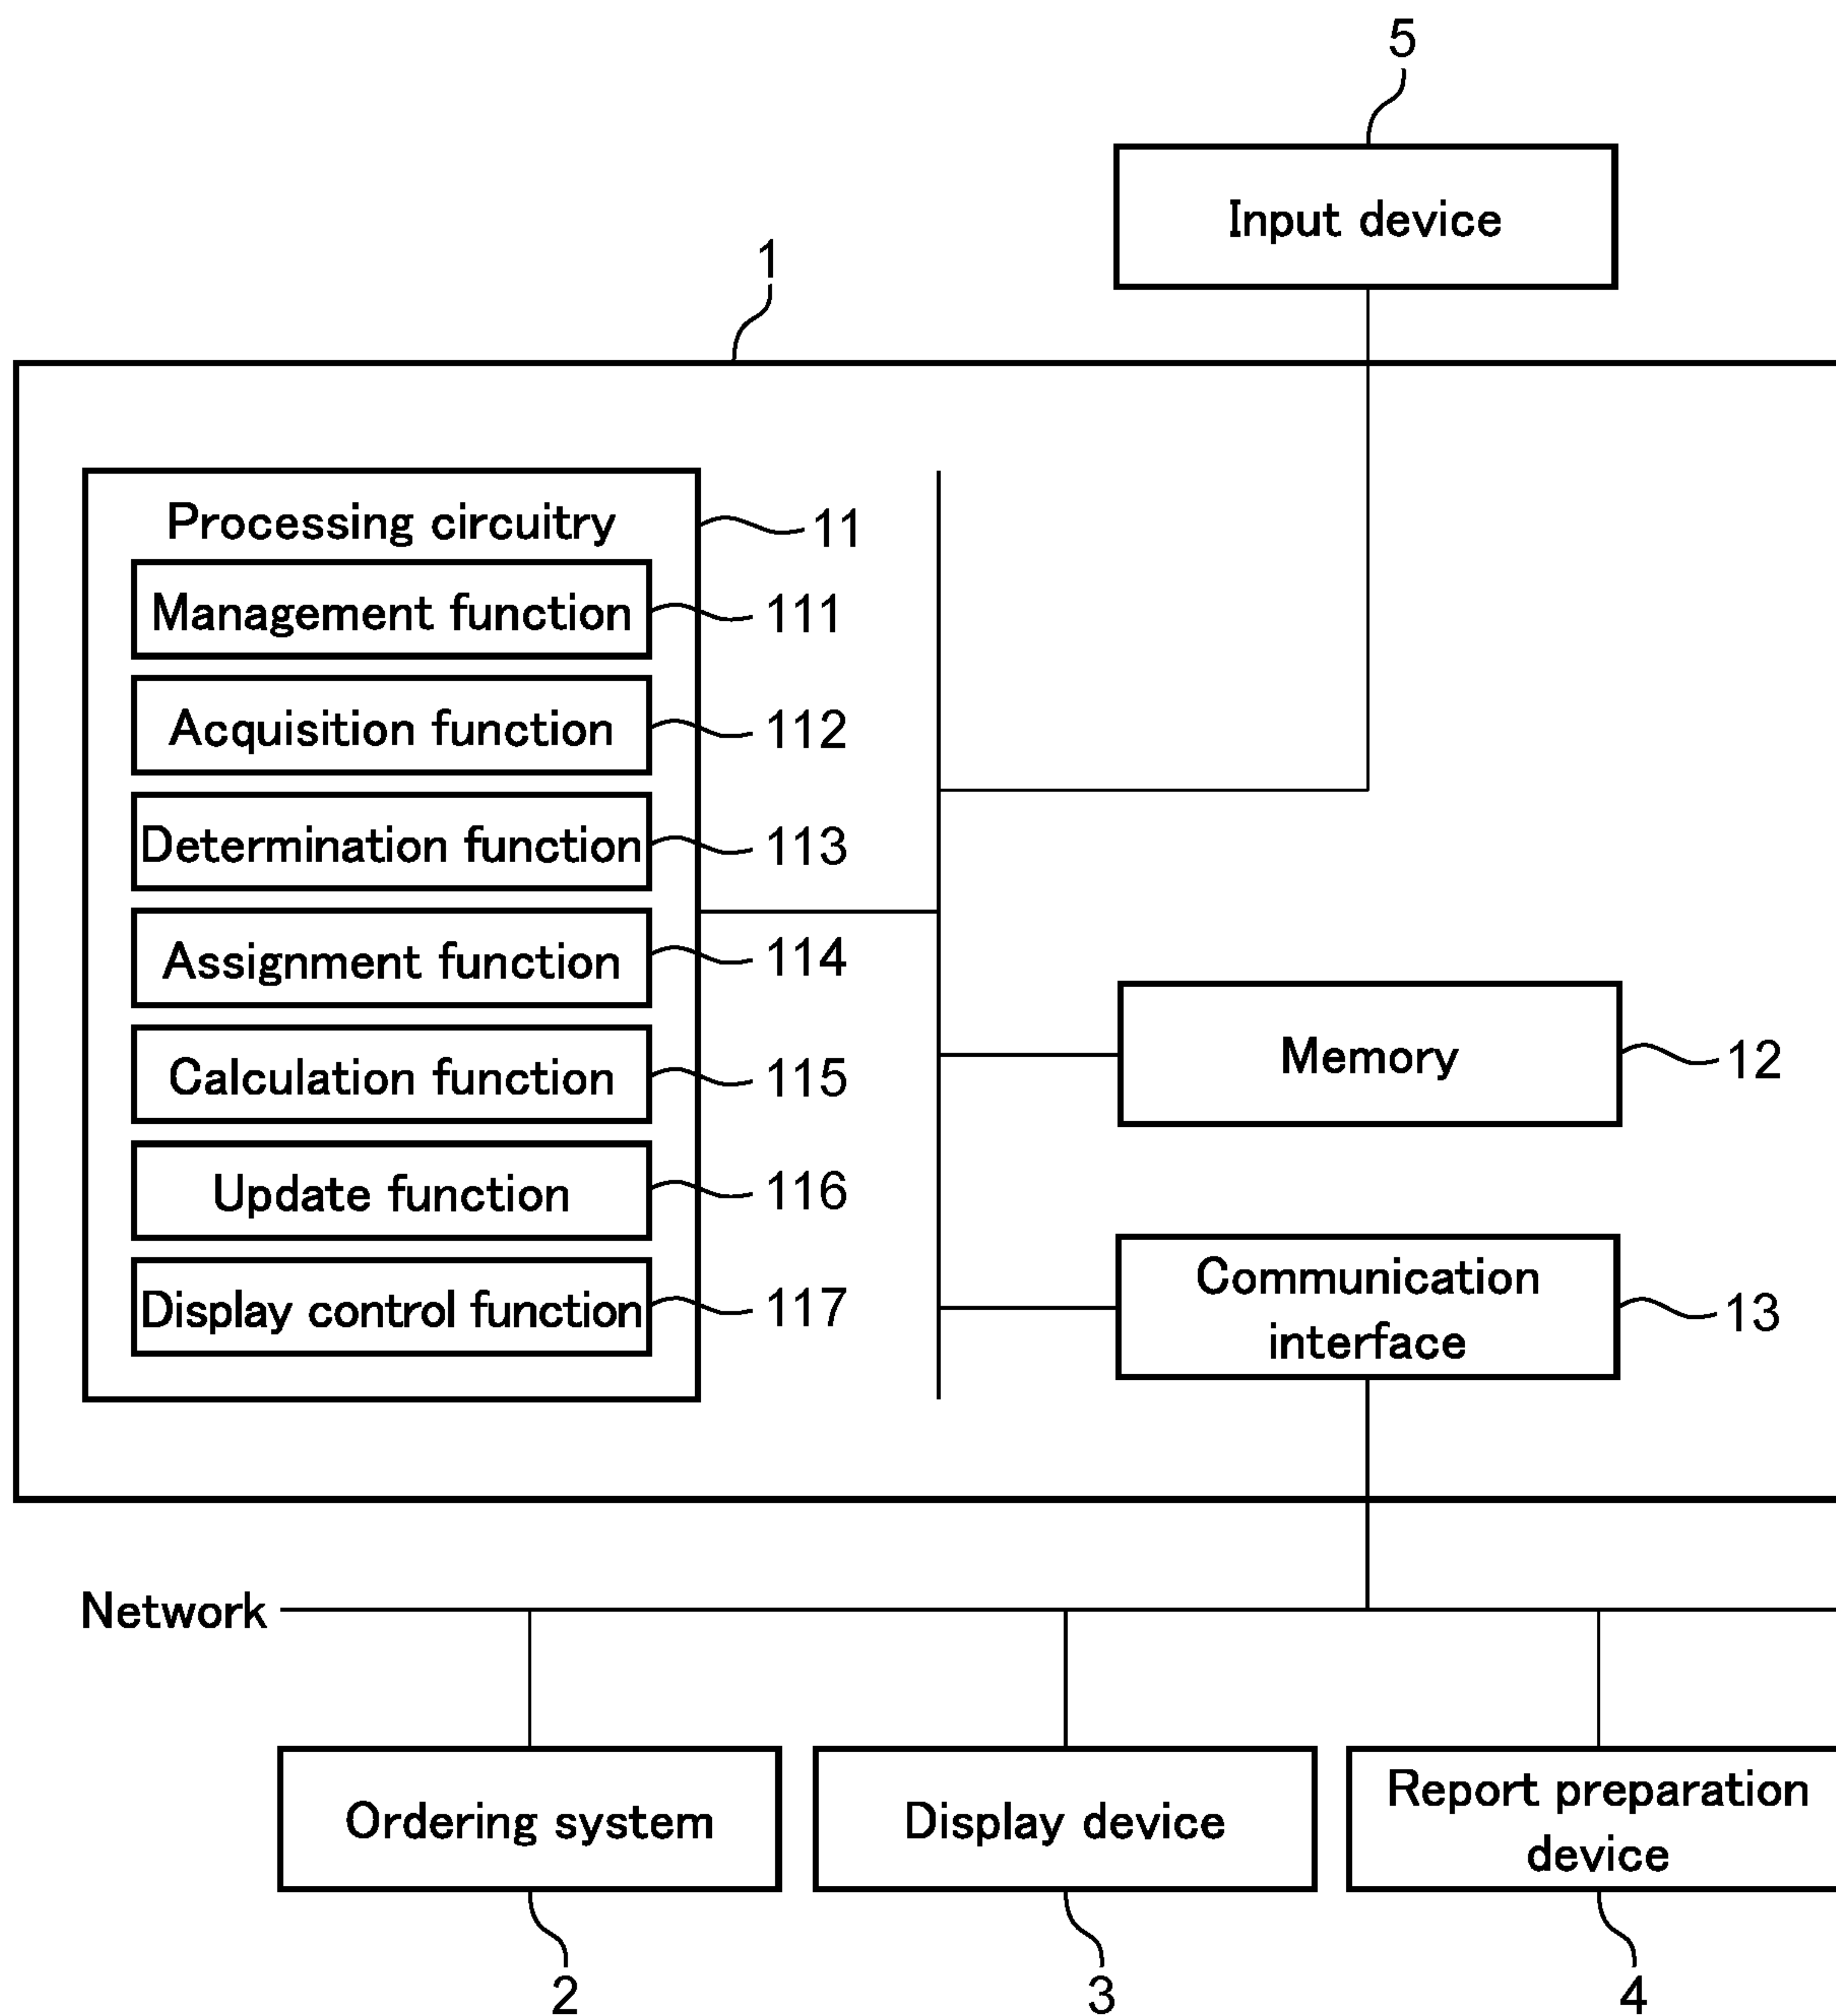 5
Input device
1
Processing circuitry
11
Management function
111
Acquisition function
112
Determination function
113
Assignment function
114
Calculation function
115
Update function
116
Display control function
117
Memory
12
Communication
interface
13
Network
Ordering system
Display device
Report preparation
device
2
3
4